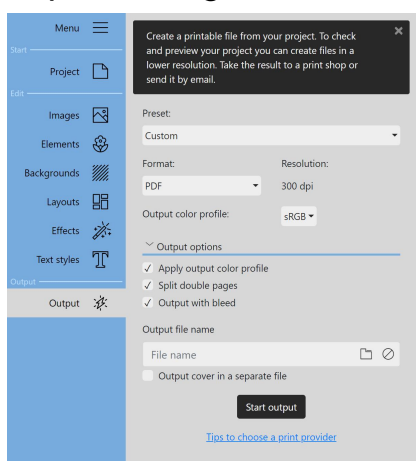 Menu
Start
Project
Edit
Images
Elements
Backgrounds
Layouts
Effects
Text styles
Output
Output
Create a printable file from your project. To check
and preview your project you can create files in a
lower resolution. Take the result to a print shop or
send it by email.
Preset:
Custom
Format:
Resolution:
PDF
300 dpi
Output color profile:
sRGB
Output options
Apply output color profile
Split double pages
Output with bleed
Output file name
File name
Output cover in a separate file
Start output
Tips to choose a print provider